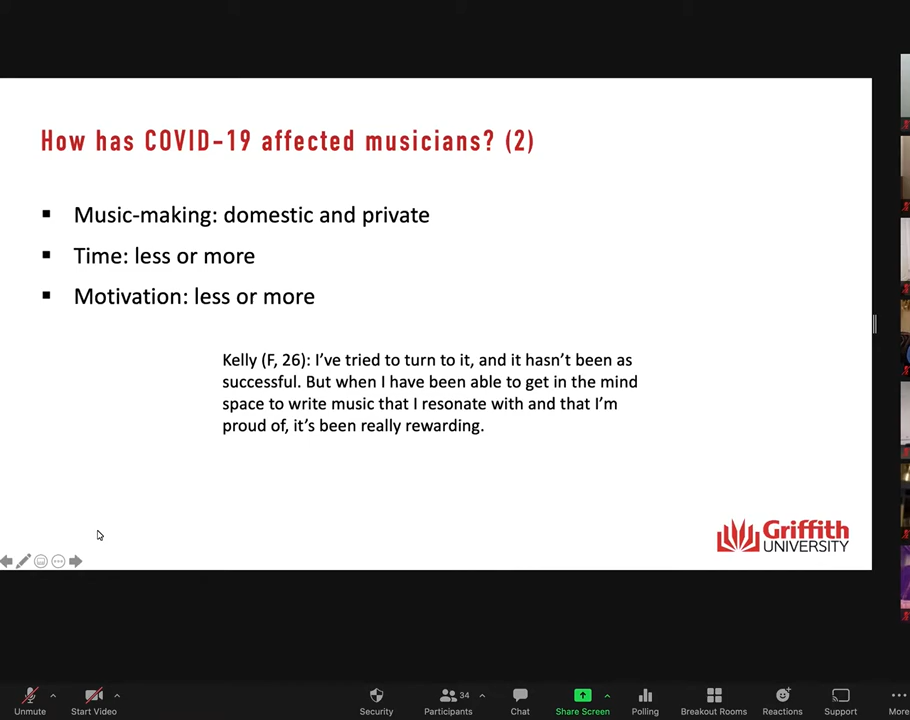 How has COVID-19 affected musicians? (2)
Music-making: domestic and private
Time: less or more
Motivation: less or more
Kelly (F, 26): I've tried to turn to it, and it hasn't been as
successful. But when I have been able to get in the mind
space to write music that I resonate with and that I'm
proud of, it's been really rewarding.
Griffith
UNIVERSITY
34
Unmute
Start Video
Security
Participants
Chat
Share Screen
Polling
Breakout Rooms
Reactions
Support
More